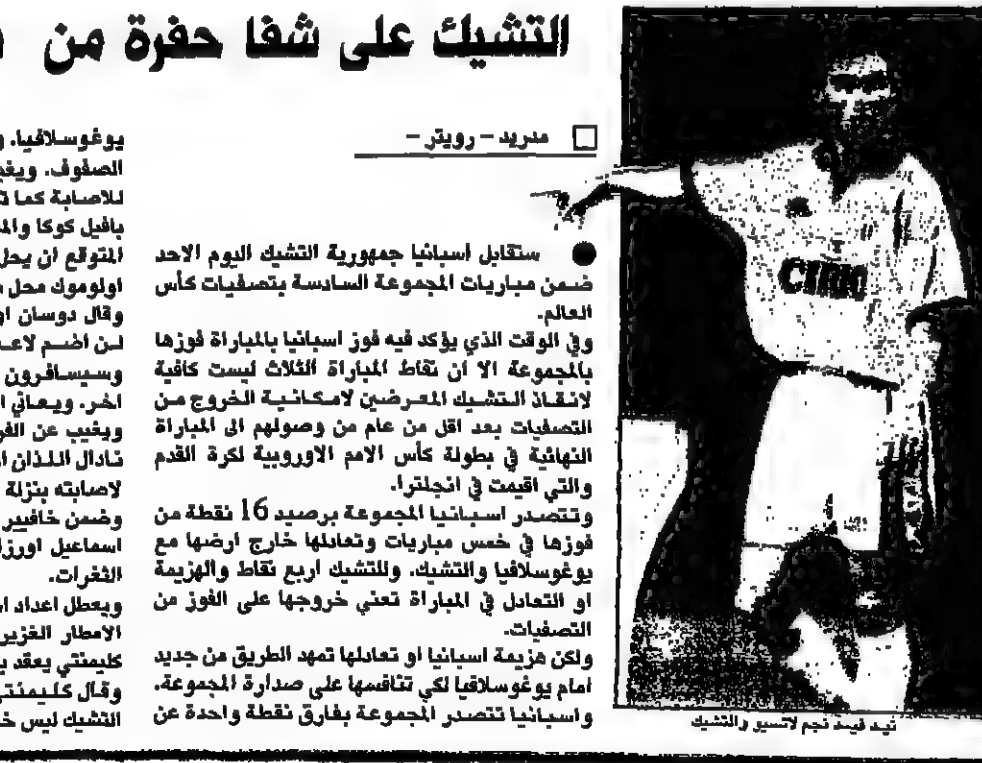 التشيك على شفا حفرة من
مدريد – رويتر –
ستقابل اسبانيا جمهورية التشيك اليوم الاحد
ضمن مباريات المجموعة السادسة بتصفيات كأس
العالم.
وفي الوقت الذي يؤكد فيه فوز اسبانيا بالمباراة فوزها
بالمجموعة الا ان نقاط المباراة الثلاث ليست كافية
لانقاذ التشيك المعرضين لامكانية الخروج من
التصفيات بعد اقل من عام من وصولهم الى المباراة
النهائية في بطولة كأس الامم الاوروبية لكرة القدم
والتي اقيمت في انجلترا.
وتتصدر اسبانيا المجموعة برصيد 16 نقطة من
فوزها في خمس مباريات وتعادلها خارج ارضها مع
يوغوسلافيا والتشيك. وللتشيك اربع نقاط والهزيمة
او التعادل في المباراة تعني خروجها على الفوز من
التصفيات.
ولكن هزيمة اسبانيا او تعادلها تمهد الطريق من جديد
امام يوغوسلافيا لكي تنافسها على صدارة المجموعة.
واسبانيا تتصدر المجموعة بفارق نقطة واحدة عن
يوغوسلافيا. و
الصفوف. ويغي
للاصابة كما ت
بافيل كوكا والم
المتوقع ان يحل
اولوموك محل
وقال دوسان او
لن اضم لاعب
وسيسافرون
اخر. ويعاني ا
ويغيب عن الفر
نادال اللذان ا
لاصابته بنزلة
وضمن خافيير
اسماعيل اورزا
الثغرات.
ويعطل اعداد ا
الامطار الغزير
كليمنتي يعقد ي
وقال كليمنتي
التشيك ليس خ
CIRIO
نيد فيد نجم لاتسيو والتشيك